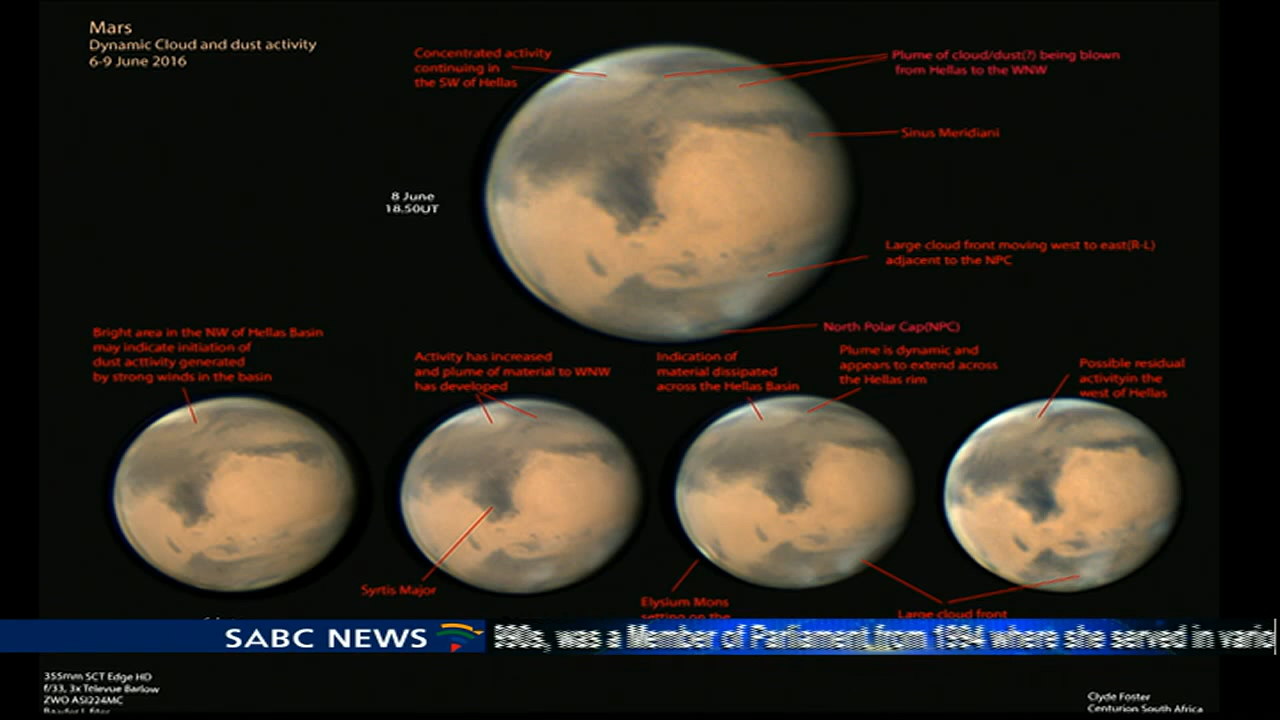 Mars
Dynamic Cloud and dust activity
6-9 June 2016
Concentrated activity
continuing in
the SW of Hellas
Plume of cloud/dust(?) being blown
from Hellas to the WNW
Sinus Meridiani
8 June
18.50UT
Large cloud front moving west to east(R-L)
adjacent to the NPC
North Polar Cap(NPC)
Bright area in the NW of Hellas Basin
may indicate initiation of
dust acttivity generated
by strong winds in the basin
Activity has increased
and plume of material to WNW
has developed
Indication of
material dissipated
across the Hellas Basin
Plume is dynamic and
appears to extend across
the Hellas rim
Possible residual
activityin the
west of Hellas
Syrtis Major
Elysium Mons
setting on the
Large cloud front
SABC NEWS
990s, was a Member of Parliament from 1994 where she served in vario
355mm SCT Edge HD
f/33, 3x Televue Barlow
ZWO ASI224MC
Clyde Foster
Centurion South Africa